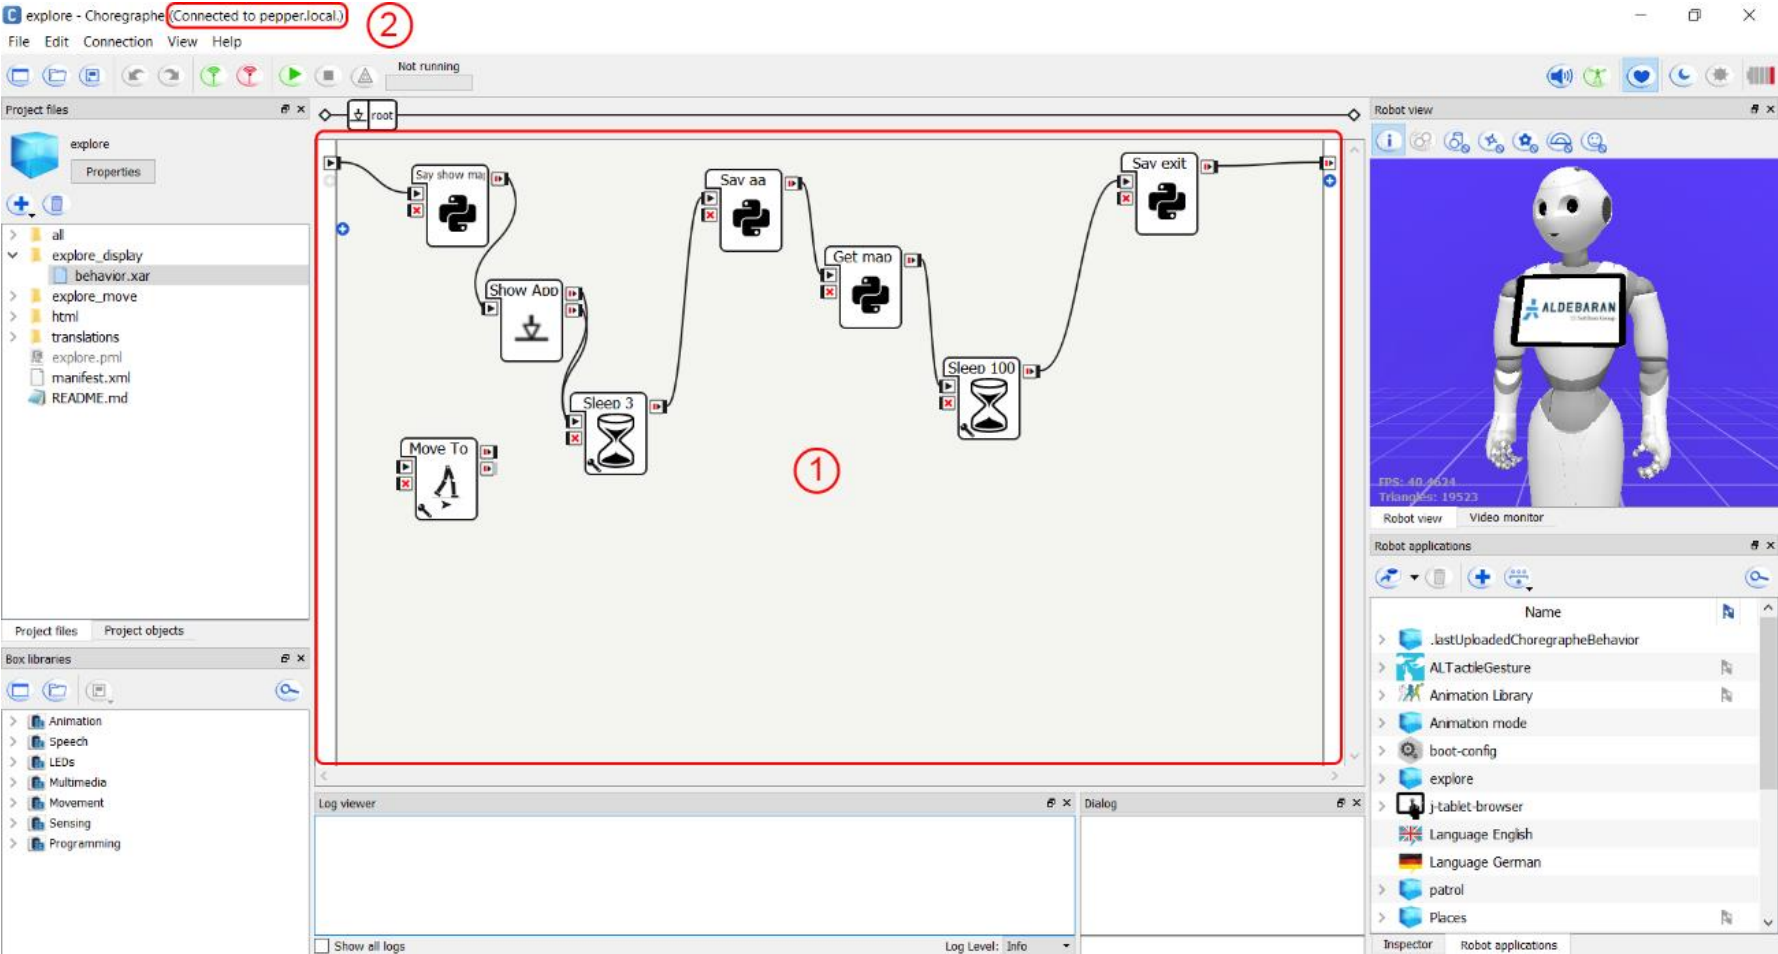 explore - Choregraphe (Connected to pepper.local.)
2
File Edit Connection View Help
Not running
Project files
explore
Properties
all
explore_display
behavior.xar
explore_move
html
translations
explore.pml
manifest.xml
README.md
Project files Project objects
Box libraries
Animation
Speech
LEDs
Multimedia
Movement
Sensing
Programming
root
Say show map
Say aa
Say exit
Get map
Show App
Sleep 100
Sleep 3
Move To
1
Log viewer
Show all logs
Log Level: Info
Dialog
Robot view
ALDEBARAN
FPS: 40.4624
Triangles: 19523
Robot view Video monitor
Robot applications
Name
.lastUploadedChoregrapheBehavior
ALTactileGesture
Animation Library
Animation mode
boot-config
explore
j-tablet-browser
Language English
Language German
patrol
Places
Inspector Robot applications